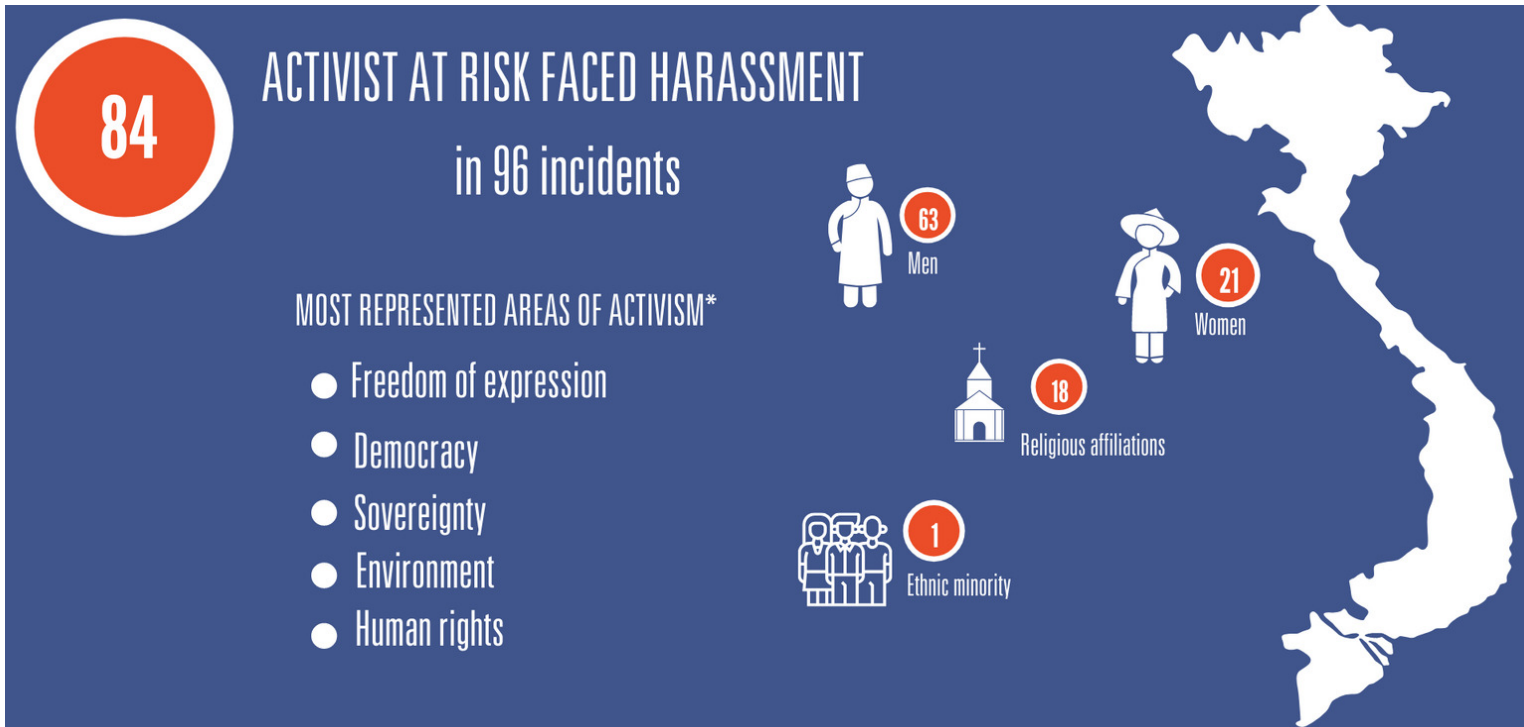 84
ACTIVIST AT RISK FACED HARASSMENT
in 96 incidents
63
Men
21
Women
MOST REPRESENTED AREAS OF ACTIVISM*
Freedom of expression
Democracy
Sovereignty
Environment
Human rights
18
Religious affiliations
1
Ethnic minority